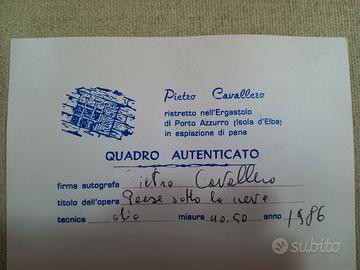 Pietro Cavallero
ristretto nell'Ergastolo
di Porto Azzurro (Isola d'Elba)
in espiazione di pena
QUADRO AUTENTICATO
firma autografa Pietro Cavallero
titolo dell'opera Paese sotto la neve
tecnica olio misura 40.50 anno 1986
subito